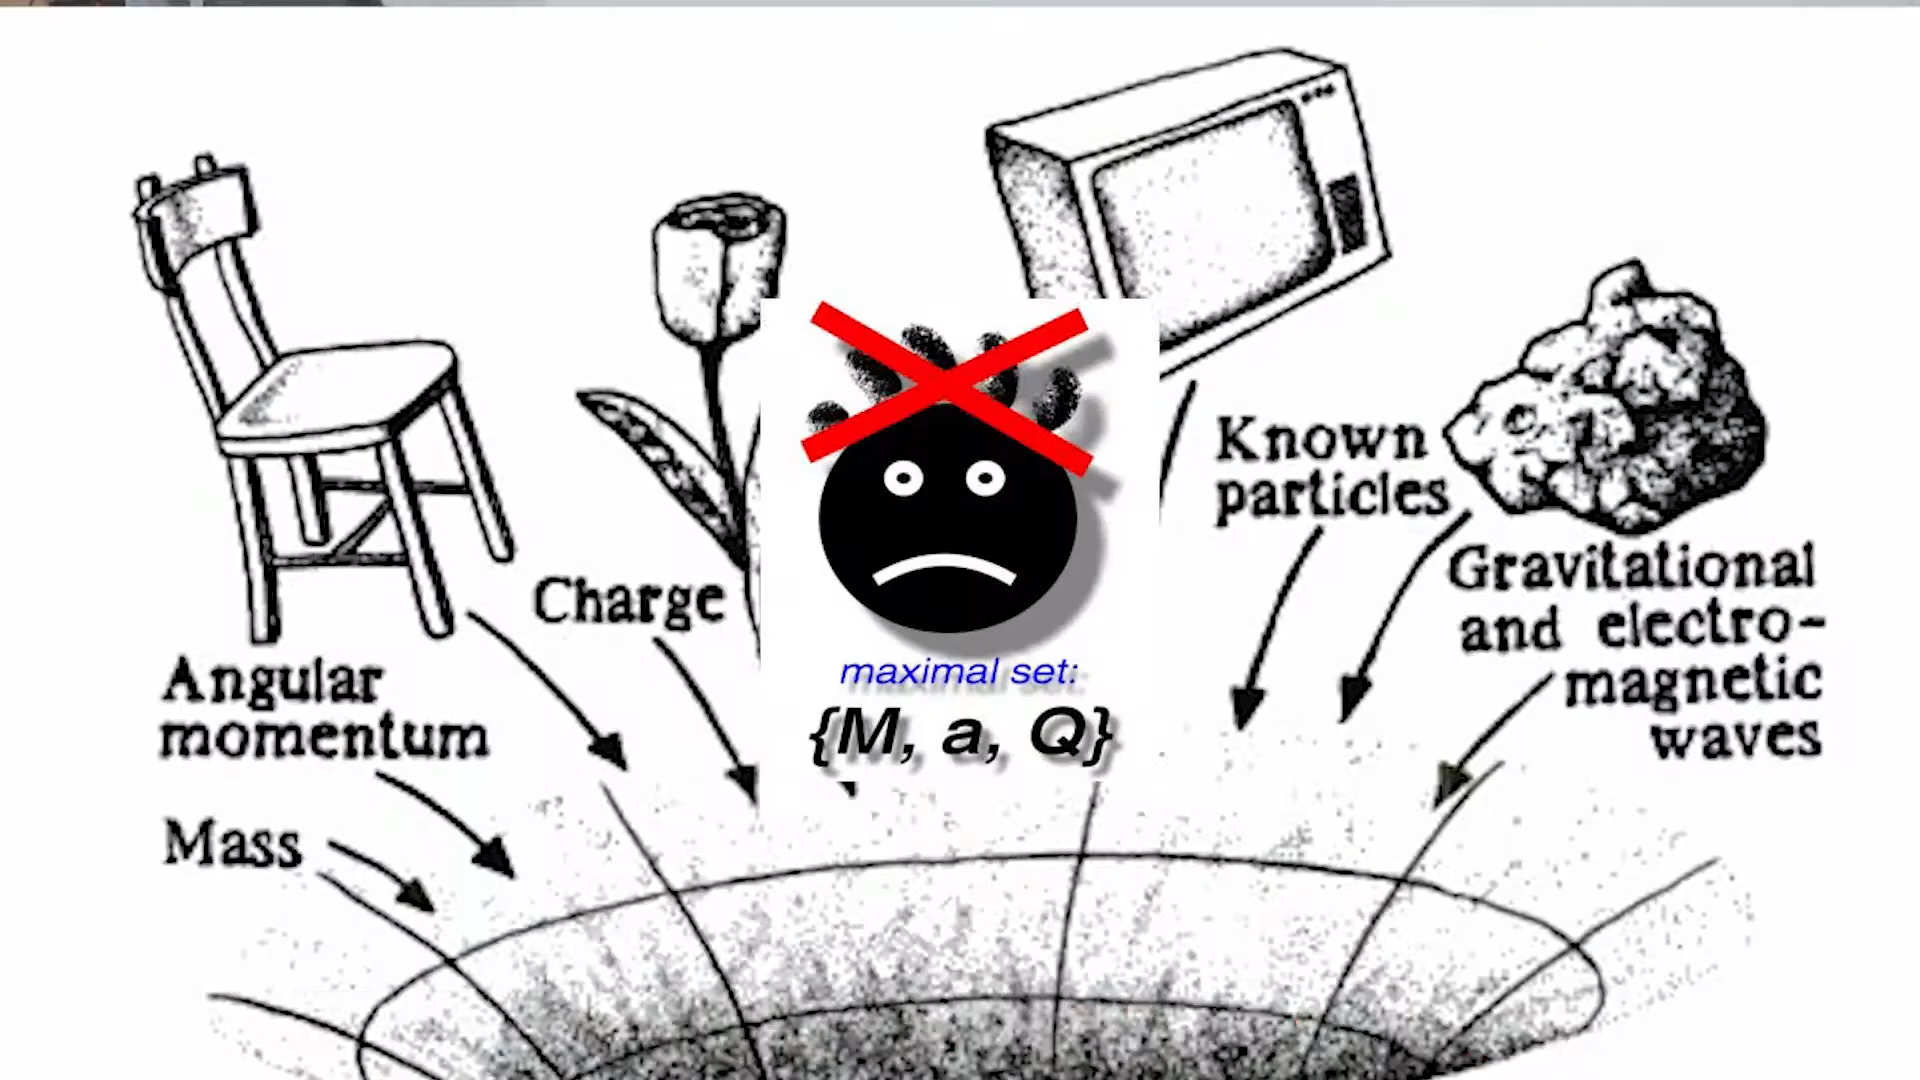 Known
particles
Gravitational
and electro-
magnetic
waves
Charge
Angular
momentum
Mass
maximal set:
{M, a, Q}